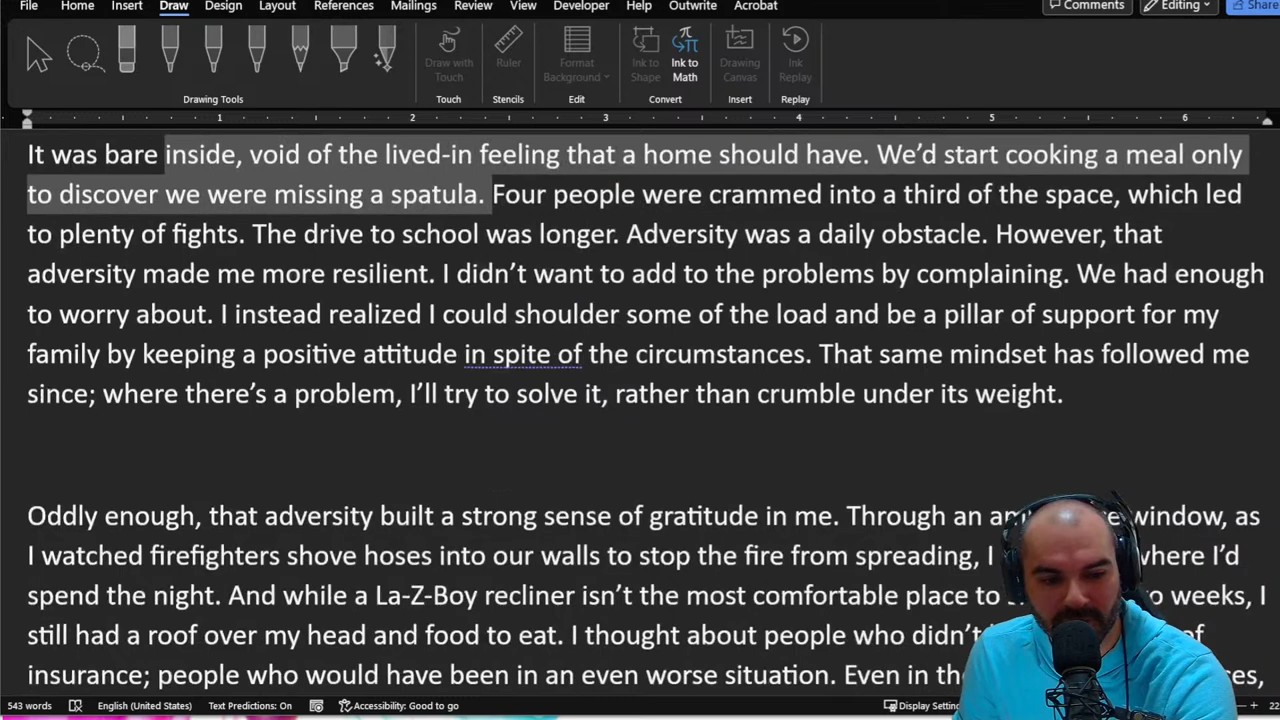 File Home Insert Draw Design Layout References Mailings Review View Developer Help Outwrite Acrobat Comments Editing Share
Draw with Touch Ruler Format Background Ink to Shape Ink to Math Drawing Canvas Ink Replay
Drawing Tools Touch Stencils Edit Convert Insert Replay
1 2 3 4 5 6
It was bare inside, void of the lived-in feeling that a home should have. We’d start cooking a meal only
to discover we were missing a spatula. Four people were crammed into a third of the space, which led
to plenty of fights. The drive to school was longer. Adversity was a daily obstacle. However, that
adversity made me more resilient. I didn’t want to add to the problems by complaining. We had enough
to worry about. I instead realized I could shoulder some of the load and be a pillar of support for my
family by keeping a positive attitude in spite of the circumstances. That same mindset has followed me
since; where there’s a problem, I’ll try to solve it, rather than crumble under its weight.
Oddly enough, that adversity built a strong sense of gratitude in me. Through an window, as
I watched firefighters shove hoses into our walls to stop the fire from spreading, I where I’d
spend the night. And while a La-Z-Boy recliner isn’t the most comfortable place to weeks, I
still had a roof over my head and food to eat. I thought about people who didn’t of
insurance; people who would have been in an even worse situation. Even in the
543 words English (United States) Text Predictions: On Accessibility: Good to go Display Settings 22